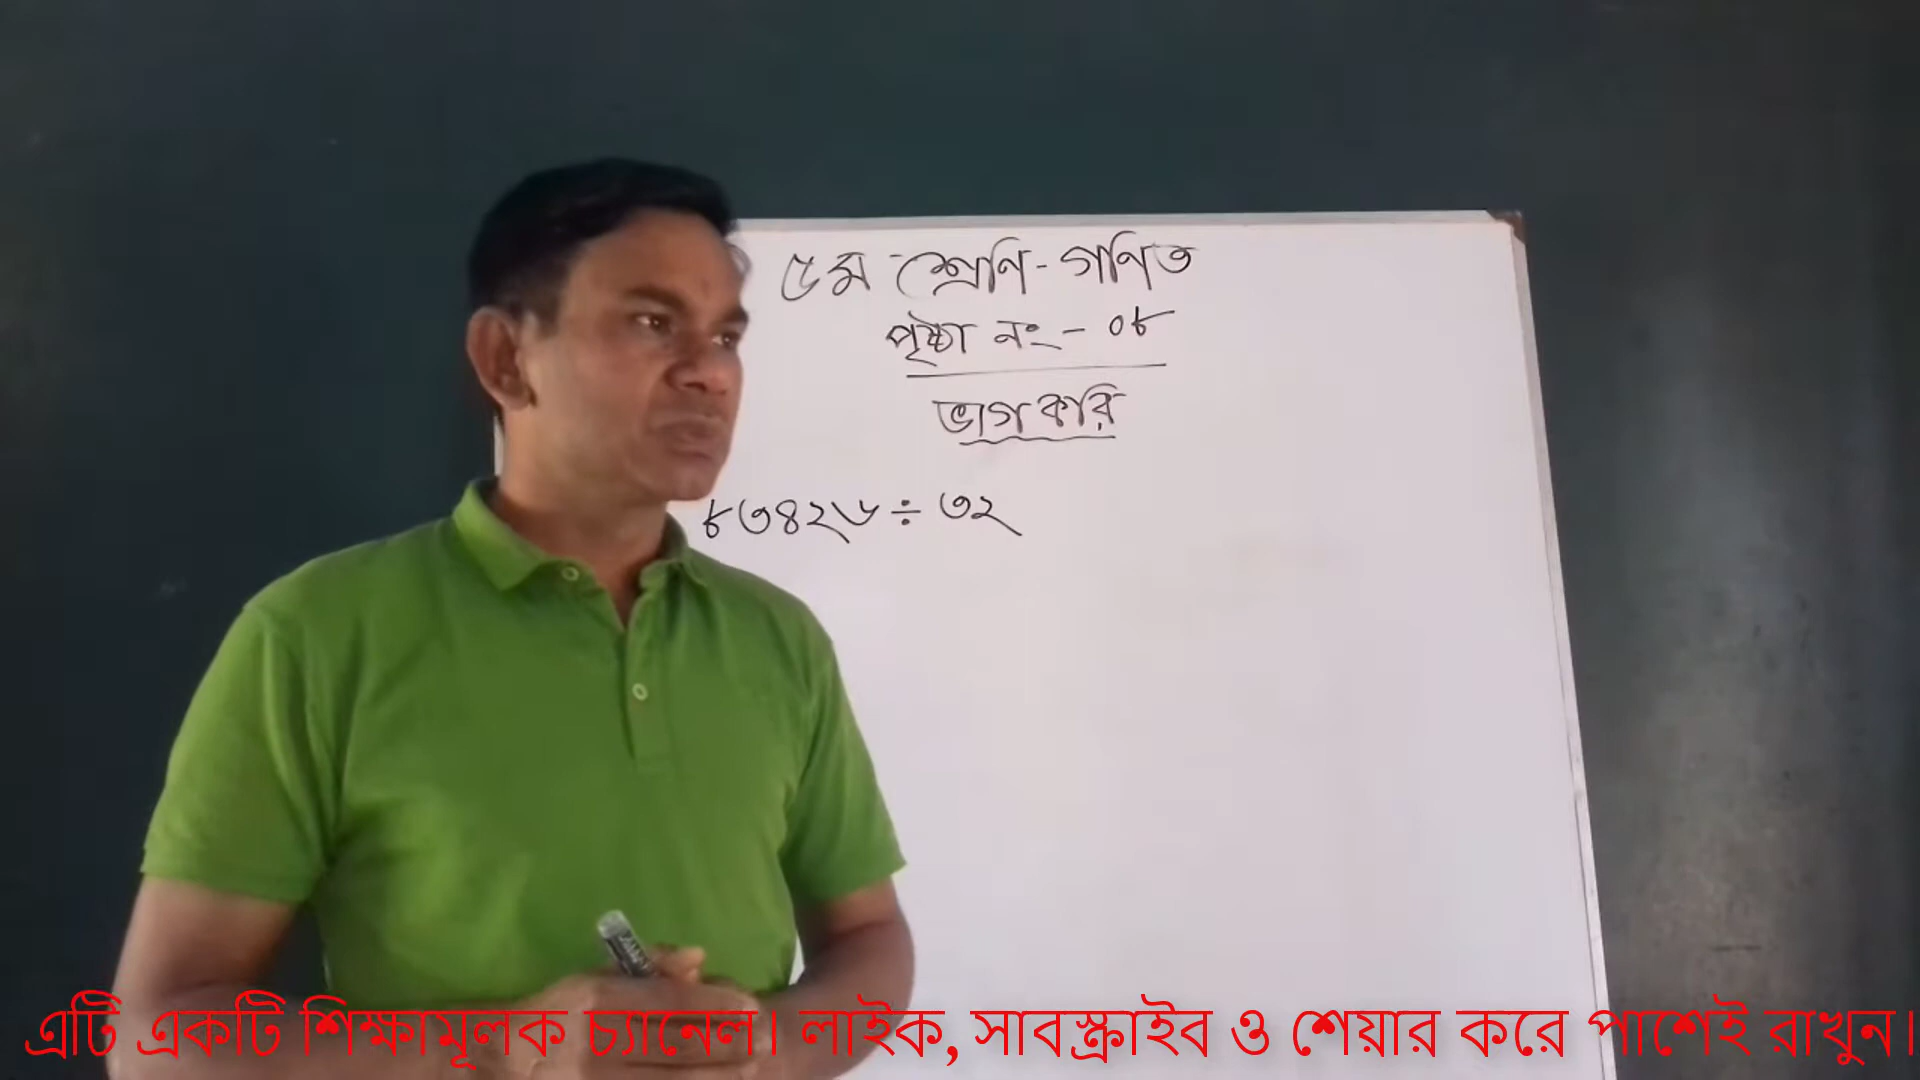 ৫ম শ্রেণি - গণিত
পৃষ্ঠা নং - ০৮
ভাগ করি
৮৩৪২৬ ÷ ৩২
এটি একটি শিক্ষামূলক চ্যানেল। লাইক, সাবস্ক্রাইব ও শেয়ার করে পাশেই রাখুন।